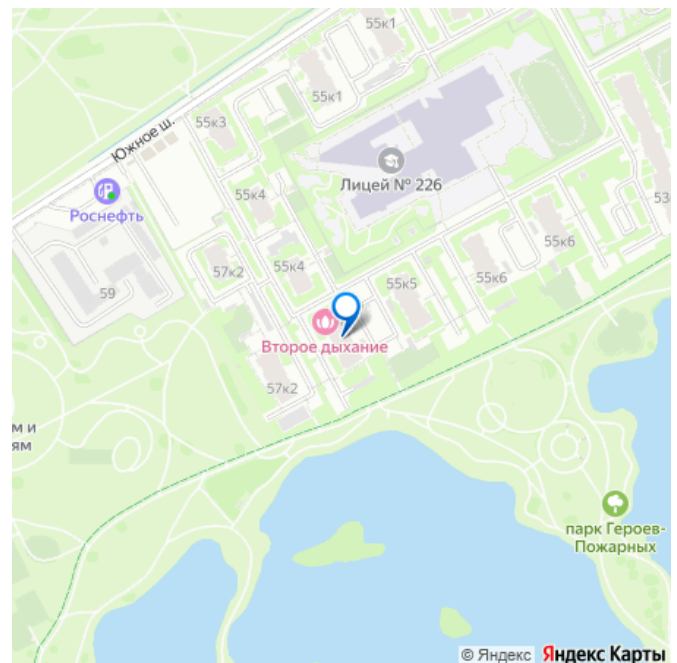 55к1
55к1
55к3
Южное ш.
Лицей № 226
Роснефть
55к4
53
55к6
57к2
55к4
55к5
55к6
59
Второе дыхание
57к2
м и
ям
парк Героев-
Пожарных
© Яндекс Яндекс Карты